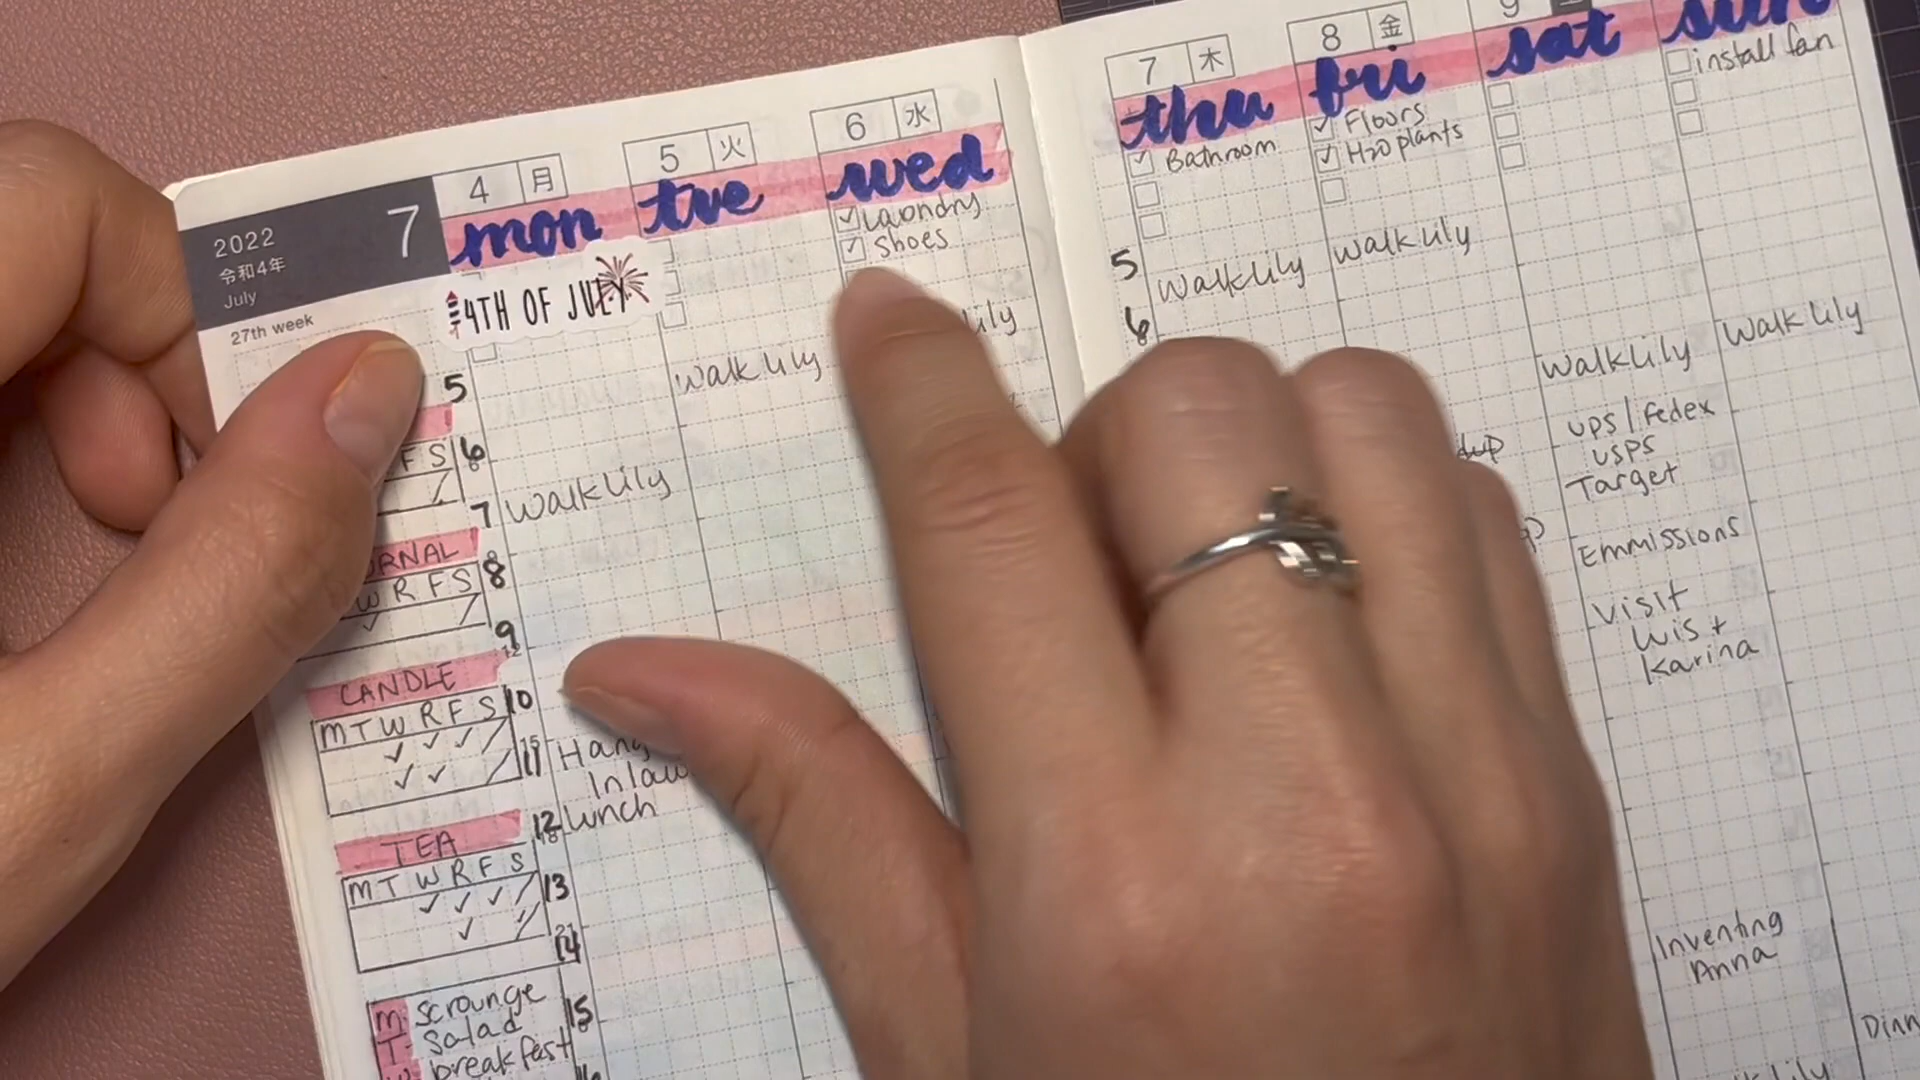 2022
7
令和4年
July
27th week
4 月
mon
4TH OF JULY
5 火
tue
6 水
wed
Laundry
Shoes
7 木
thu
Bathroom
8 金
fri
Floors
H2O plants
9
sat
sun
install fan
5
6
7
8
9
10
11
12
13
14
15
Walk Lily
Hang
Inlaw
Lunch
Walk Lily
lily
5
6
Walk Lily
Walk Lily
Walk Lily
UPS / Fedex
USPS
Target
Emmissions
Visit
Wis +
Karina
Inventing
Anna
Walk Lily
F S
W R F S
CANDLE
M T W R F S
TEA
M T W R F S
M- Scrounge
T- Salad
breakfast